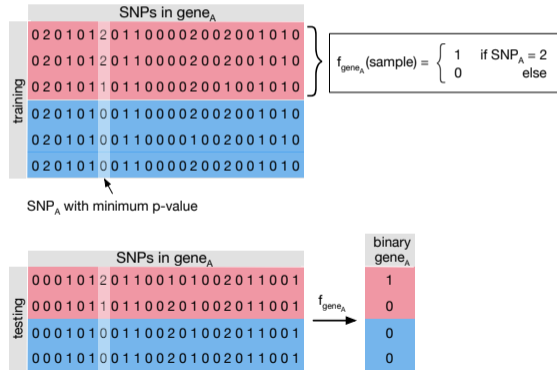 SNPs in gene_A
training
0 2 0 1 0 1 2 0 1 1 0 0 0 0 2 0 0 2 0 0 1 0 1 0
0 2 0 1 0 1 2 0 1 1 0 0 0 0 2 0 0 2 0 0 1 0 1 0
0 2 0 1 0 1 1 0 1 1 0 0 0 0 2 0 0 1 0 0 1 0 1 0
0 2 0 1 0 1 0 0 1 1 0 0 0 0 2 0 0 2 0 0 1 0 1 0
0 2 0 1 0 1 0 0 1 1 0 0 0 0 2 0 0 2 0 0 1 0 1 0
0 2 0 1 0 1 0 0 1 1 0 0 0 0 2 0 0 2 0 0 1 0 1 0
f_gene_A(sample) = { 1 if SNP_A = 2
0 else
SNP_A with minimum p-value
SNPs in gene_A
testing
0 0 0 1 0 1 2 0 1 1 0 0 1 0 1 0 0 2 0 1 1 0 0 1
0 0 0 1 0 1 1 0 1 1 0 0 2 0 1 0 0 2 0 1 1 0 0 1
0 0 0 1 0 1 0 0 1 1 0 0 2 0 1 0 0 2 0 1 1 0 0 1
0 0 0 1 0 1 0 0 1 1 0 0 2 0 1 0 0 2 0 1 1 0 0 1
f_gene_A
binary
gene_A
1
0
0
0